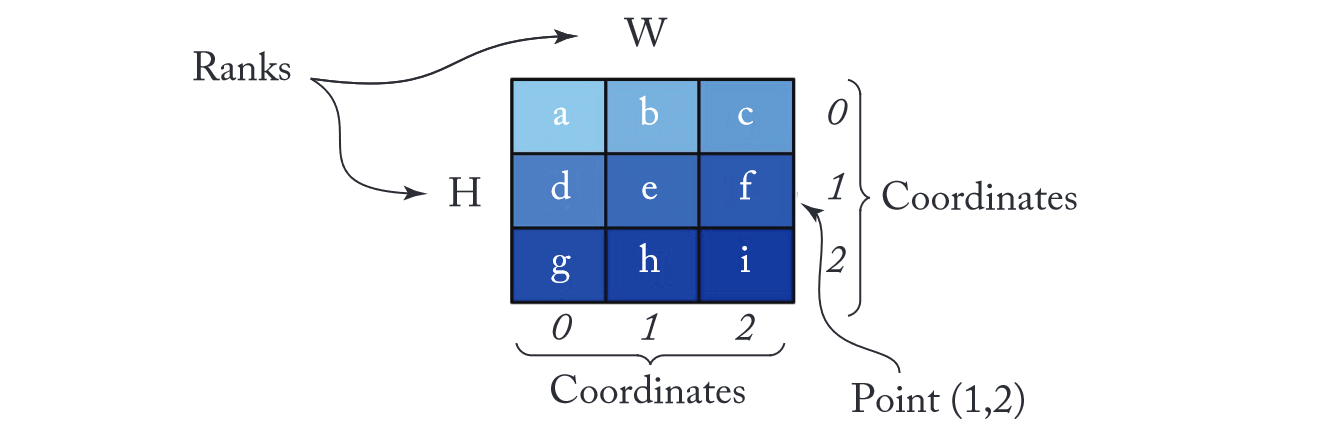 W
Ranks
a b c 0
H d e f 1 Coordinates
g h i 2
0 1 2
Coordinates
Point (1,2)